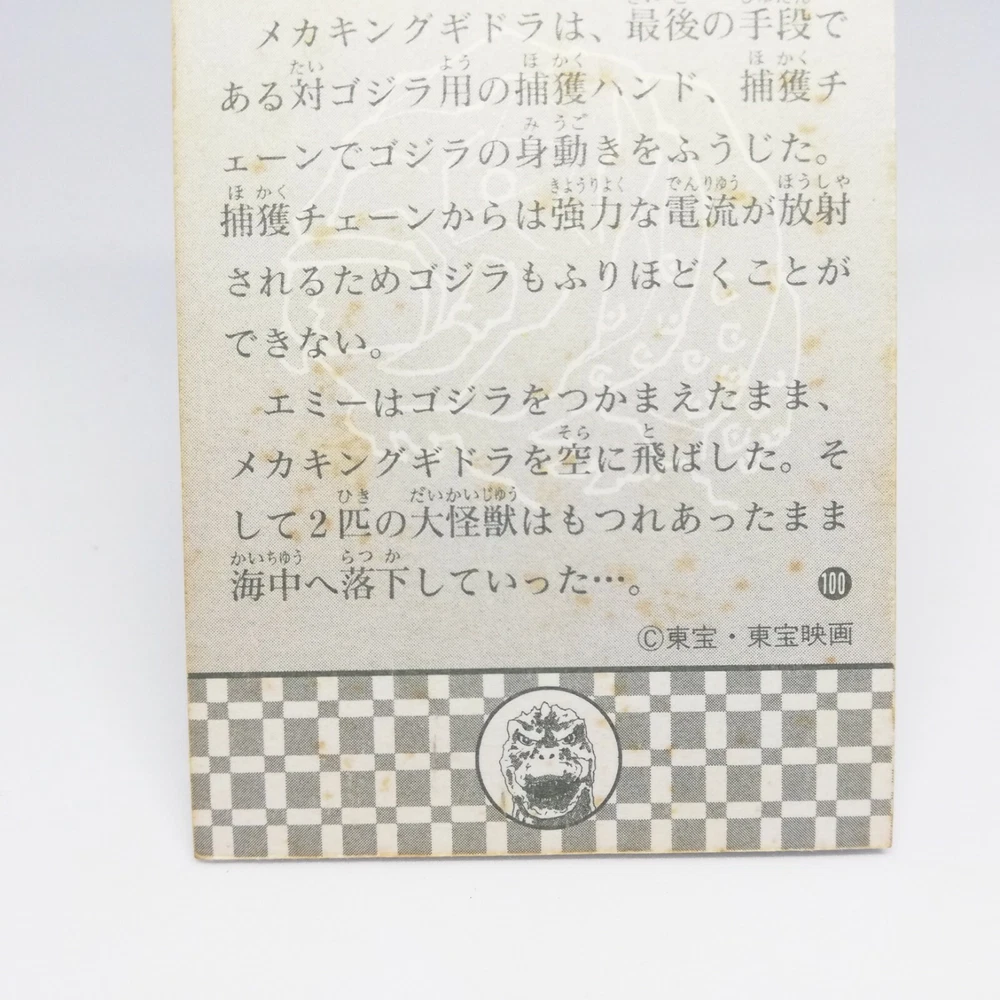 メカキングギドラは、最後の手段で
ある対ゴジラ用の捕獲ハンド、捕獲チ
ェーンでゴジラの身動きをふうじた。
捕獲チェーンからは強力な電流が放射
されるためゴジラもふりほどくことが
できない。
エミーはゴジラをつかまえたまま、
メカキングギドラを空に飛ばした。そ
して2匹の大怪獣はもつれあったまま
海中へ落下していった…。
100
©東宝・東宝映画